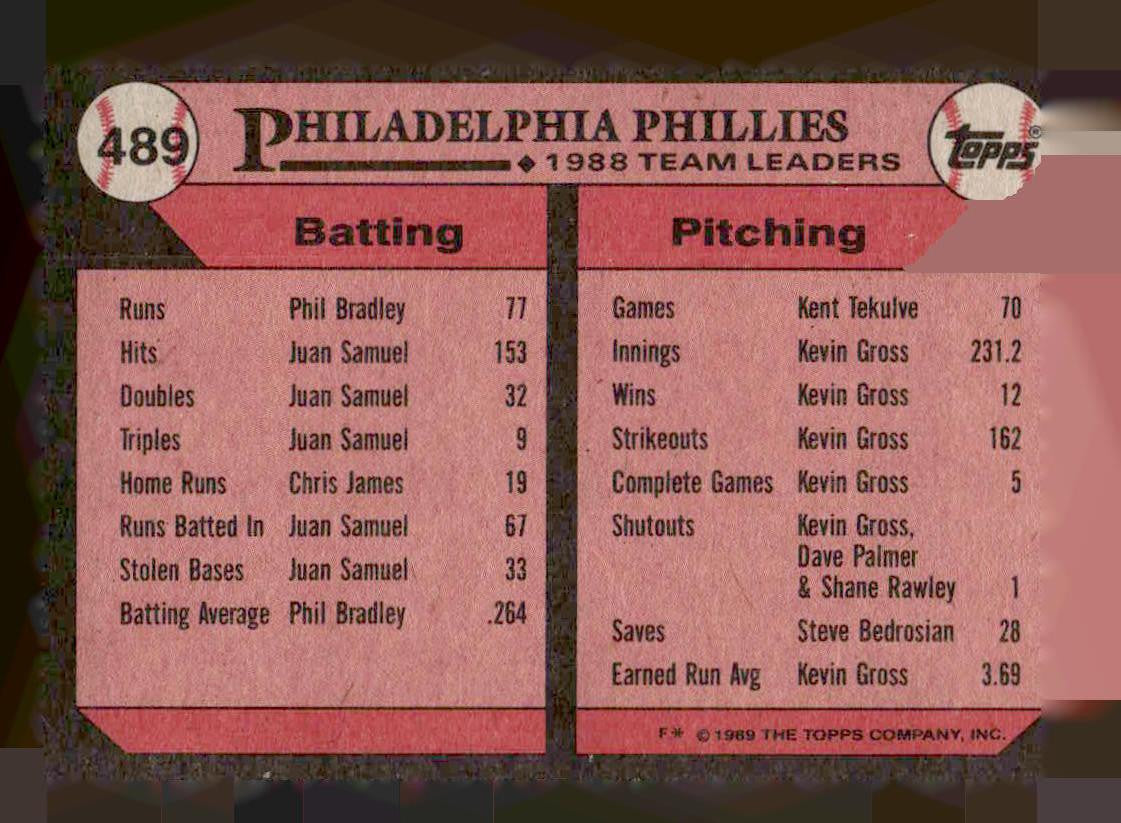 489
PHILADELPHIA PHILLIES
◆ 1988 TEAM LEADERS
topps®
Batting
Runs Phil Bradley 77
Hits Juan Samuel 153
Doubles Juan Samuel 32
Triples Juan Samuel 9
Home Runs Chris James 19
Runs Batted In Juan Samuel 67
Stolen Bases Juan Samuel 33
Batting Average Phil Bradley .264
Pitching
Games Kent Tekulve 70
Innings Kevin Gross 231.2
Wins Kevin Gross 12
Strikeouts Kevin Gross 162
Complete Games Kevin Gross 5
Shutouts Kevin Gross,
Dave Palmer
& Shane Rawley 1
Saves Steve Bedrosian 28
Earned Run Avg Kevin Gross 3.69
F* © 1989 THE TOPPS COMPANY, INC.